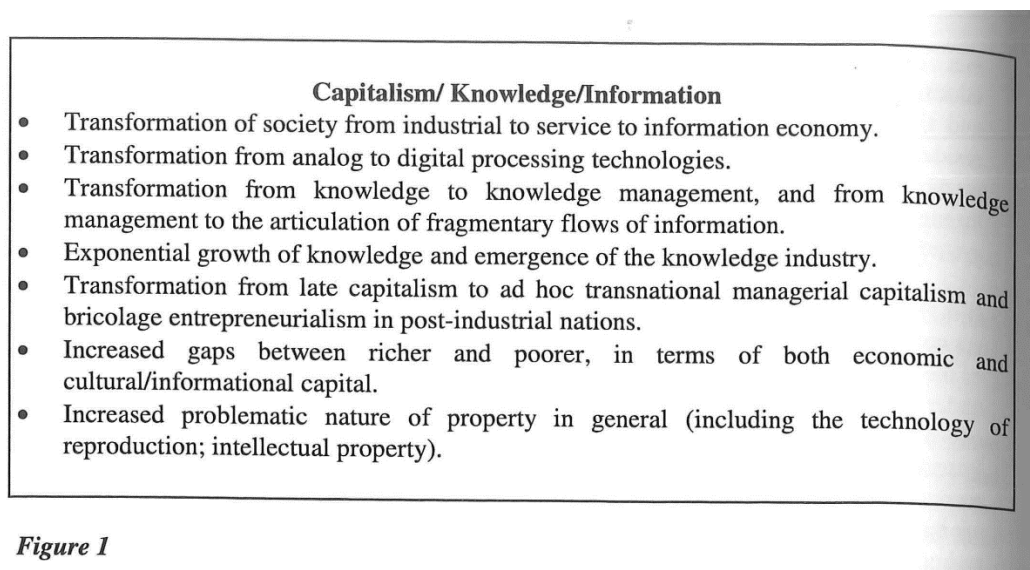 Capitalism/ Knowledge/Information
• Transformation of society from industrial to service to information economy.
• Transformation from analog to digital processing technologies.
• Transformation from knowledge to knowledge management, and from knowledge
management to the articulation of fragmentary flows of information.
• Exponential growth of knowledge and emergence of the knowledge industry.
• Transformation from late capitalism to ad hoc transnational managerial capitalism and
bricolage entrepreneurialism in post-industrial nations.
• Increased gaps between richer and poorer, in terms of both economic and
cultural/informational capital.
• Increased problematic nature of property in general (including the technology of
reproduction; intellectual property).
Figure 1